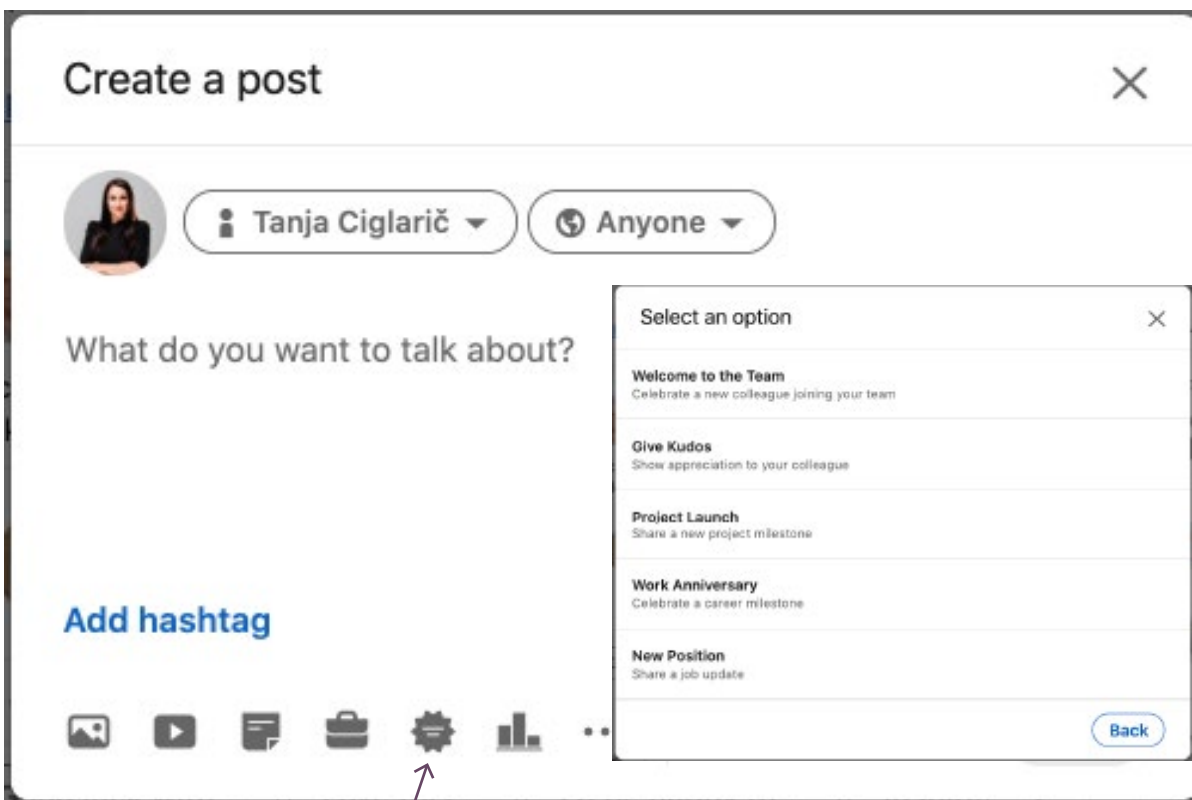 Create a post
Tanja Ciglarič
Anyone
What do you want to talk about?
Add hashtag
Select an option
Welcome to the Team
Celebrate a new colleague joining your team
Give Kudos
Show appreciation to your colleague
Project Launch
Share a new project milestone
Work Anniversary
Celebrate a career milestone
New Position
Share a job update
Back